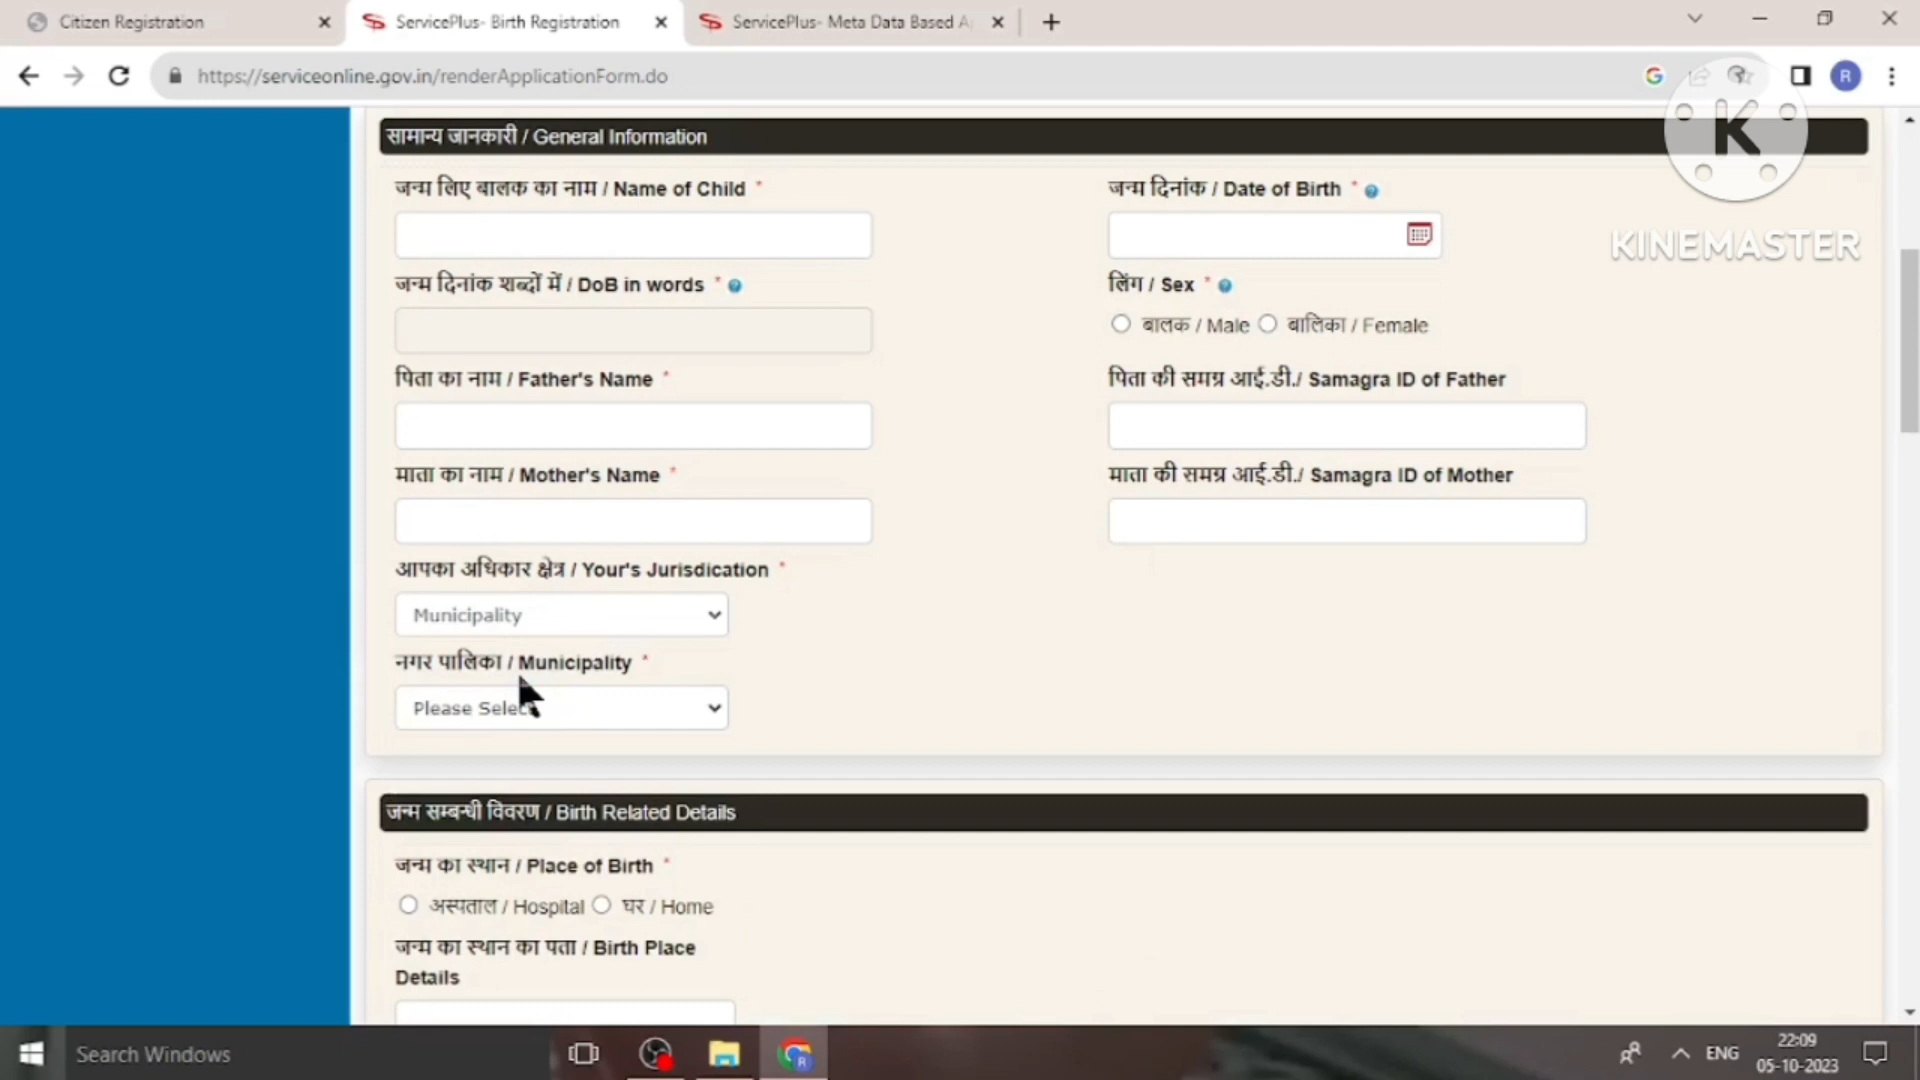 Citizen Registration
ServicePlus- Birth Registration
ServicePlus- Meta Data Based A
https://serviceonline.gov.in/renderApplicationForm.do
R
K
KINEMASTER
सामान्य जानकारी / General Information
जन्म लिए बालक का नाम / Name of Child *
जन्म दिनांक / Date of Birth *
जन्म दिनांक शब्दों में / DoB in words *
लिंग / Sex *
बालक / Male बालिका / Female
पिता का नाम / Father's Name *
पिता की समग्र आई.डी./ Samagra ID of Father
माता का नाम / Mother's Name *
माता की समग्र आई.डी./ Samagra ID of Mother
आपका अधिकार क्षेत्र / Your's Jurisdication *
Municipality
नगर पालिका / Municipality *
Please Select
जन्म सम्बन्धी विवरण / Birth Related Details
जन्म का स्थान / Place of Birth *
अस्पताल / Hospital घर / Home
जन्म का स्थान का पता / Birth Place
Details
Search Windows
ENG
22:09
05-10-2023